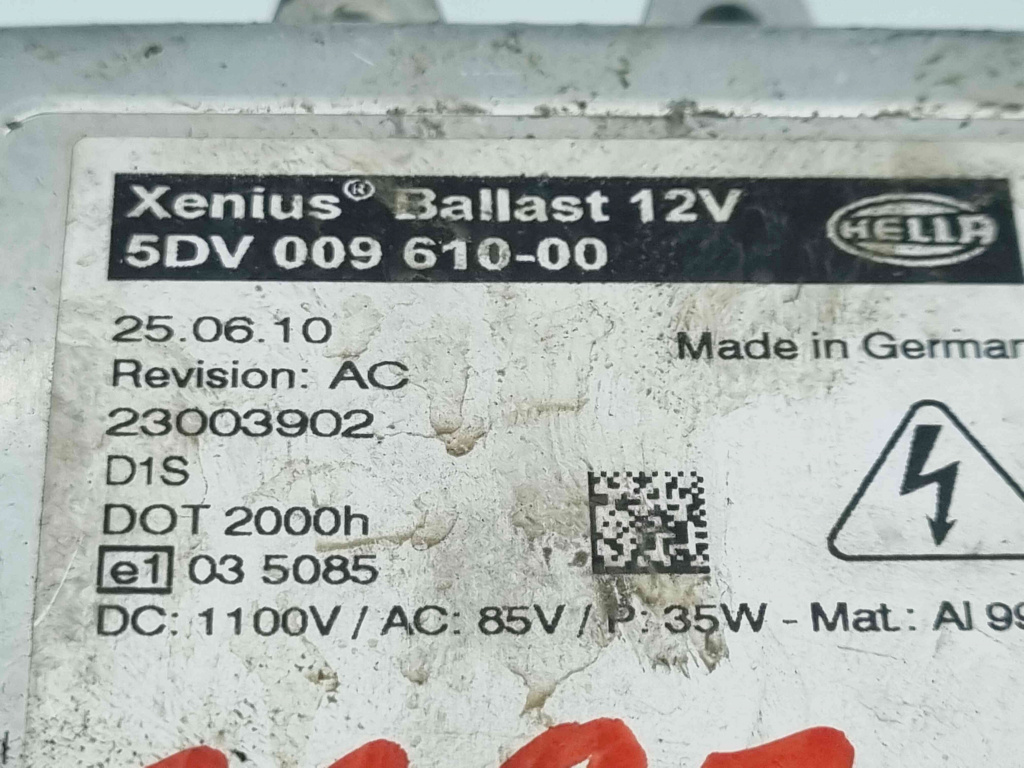 Xenius® Ballast 12V
5DV 009 610-00
HELLA
25.06.10
Made in German
Revision: AC
23003902
D1S
DOT 2000h
e1 03 5085
DC: 1100V / AC: 85V / P: 35W - Mat.: Al 99